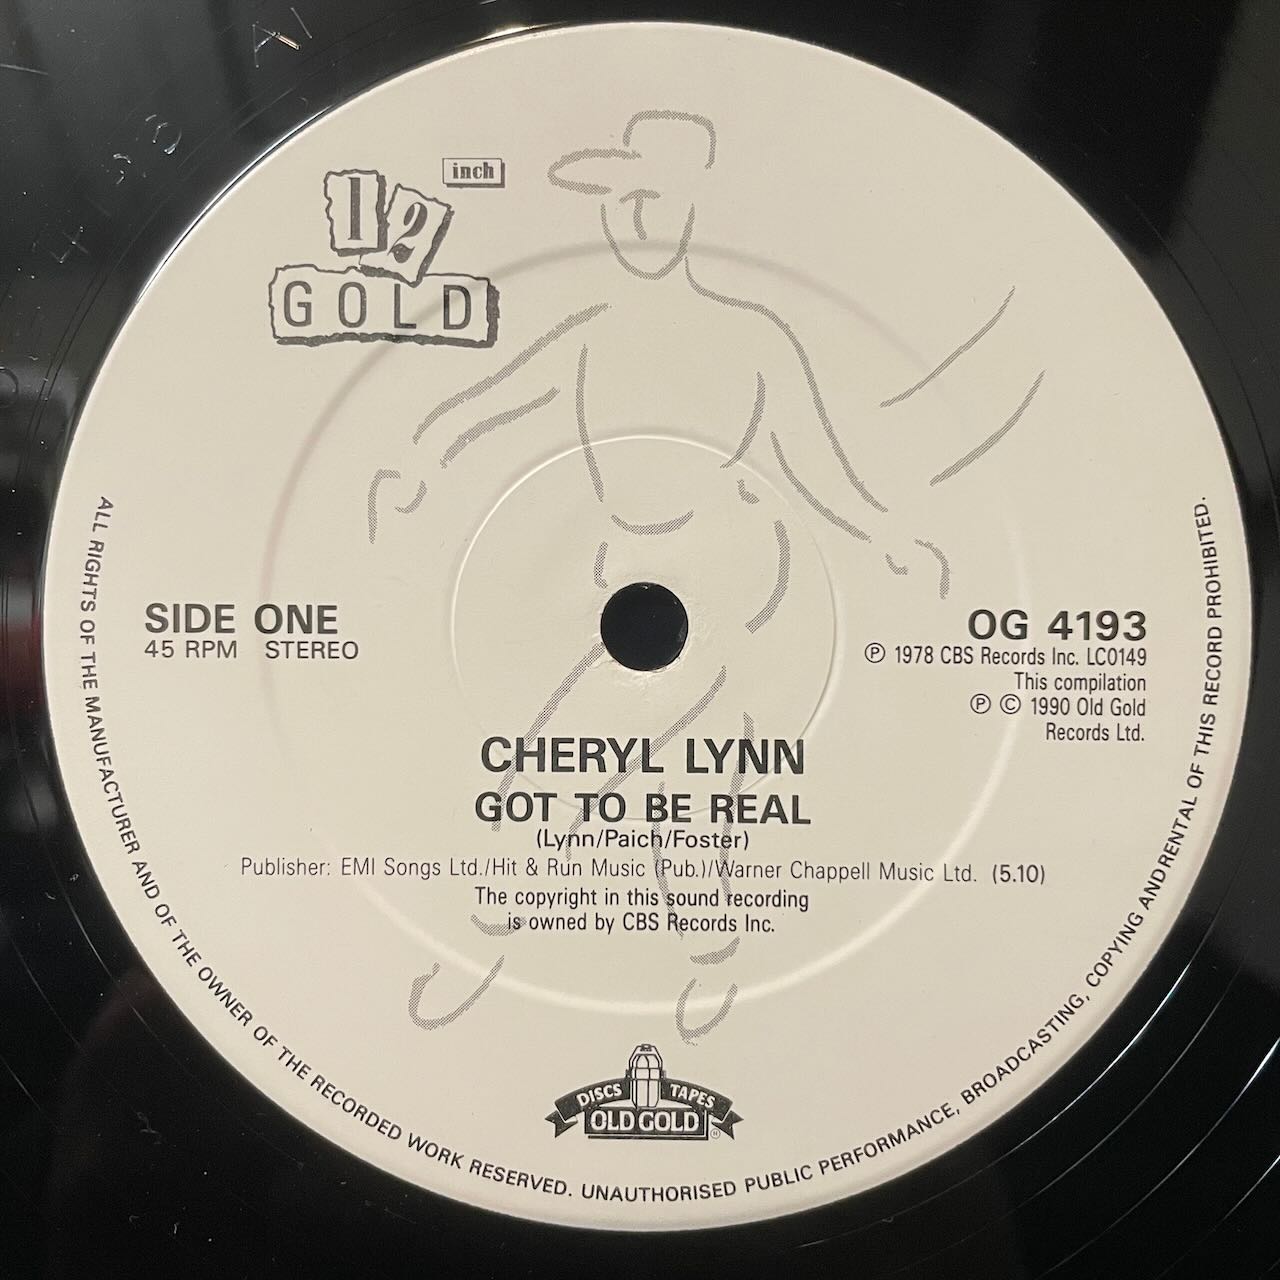 12 inch
GOLD
SIDE ONE
45 RPM STEREO
OG 4193
℗ 1978 CBS Records Inc. LC0149
This compilation
℗ © 1990 Old Gold
Records Ltd.
CHERYL LYNN
GOT TO BE REAL
(Lynn/Paich/Foster)
Publisher: EMI Songs Ltd./Hit & Run Music (Pub.)/Warner Chappell Music Ltd. (5.10)
The copyright in this sound recording
is owned by CBS Records Inc.
DISCS TAPES
OLD GOLD
ALL RIGHTS OF THE MANUFACTURER AND OF THE OWNER OF THE RECORDED WORK RESERVED. UNAUTHORISED PUBLIC PERFORMANCE, BROADCASTING, COPYING ANDRENTAL OF THIS RECORD PROHIBITED.